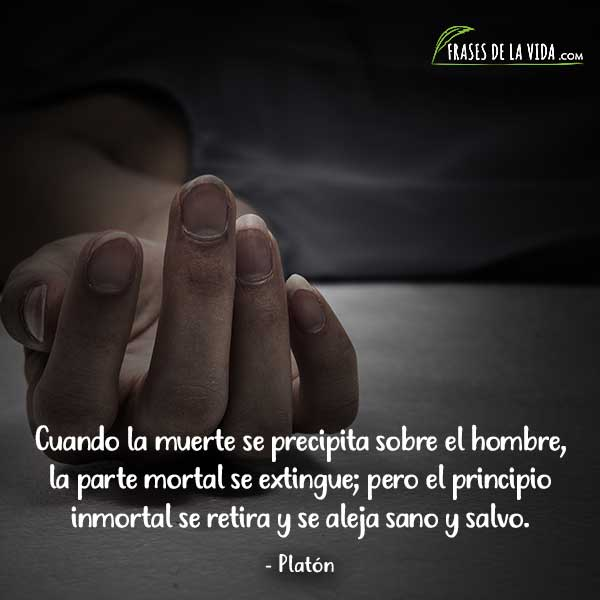 FRASES DE LA VIDA.COM
Cuando la muerte se precipita sobre el hombre,
la parte mortal se extingue; pero el principio
inmortal se retira y se aleja sano y salvo.
- Platón